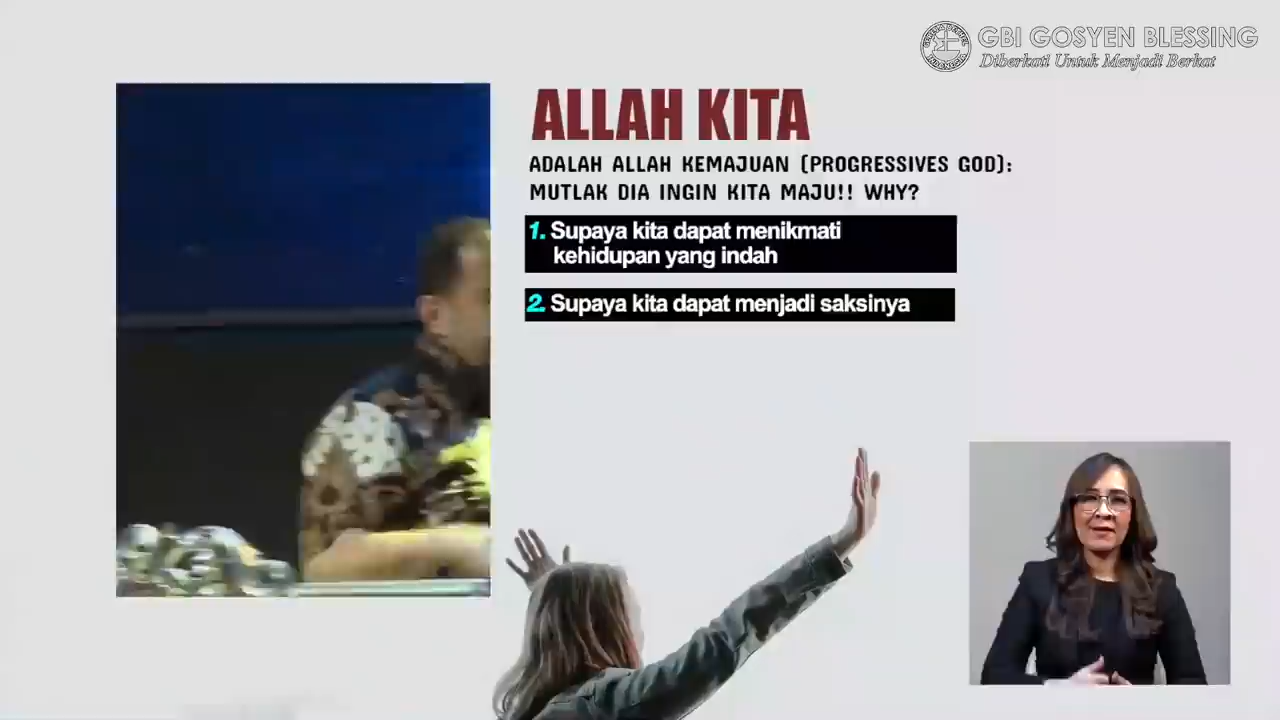 GBI GOSYEN BLESSING
Diberkati Untuk Menjadi Berkat
ALLAH KITA
ADALAH ALLAH KEMAJUAN (PROGRESSIVES GOD):
MUTLAK DIA INGIN KITA MAJU!! WHY?
1. Supaya kita dapat menikmati
kehidupan yang indah
2. Supaya kita dapat menjadi saksinya